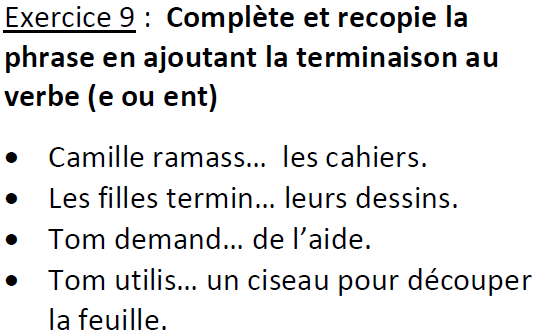 Exercice 9 :  Complète et recopie la
phrase en ajoutant la terminaison au
verbe (e ou ent)
• Camille ramass…  les cahiers.
• Les filles termin… leurs dessins.
• Tom demand… de l’aide.
• Tom utilis… un ciseau pour découper
la feuille.